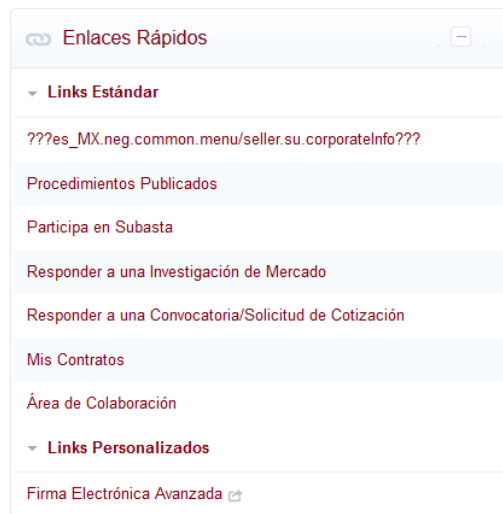 Enlaces Rápidos
Links Estándar
???es_MX.neg.common.menu/seller.su.corporateInfo???
Procedimientos Publicados
Participa en Subasta
Responder a una Investigación de Mercado
Responder a una Convocatoria/Solicitud de Cotización
Mis Contratos
Área de Colaboración
Links Personalizados
Firma Electrónica Avanzada